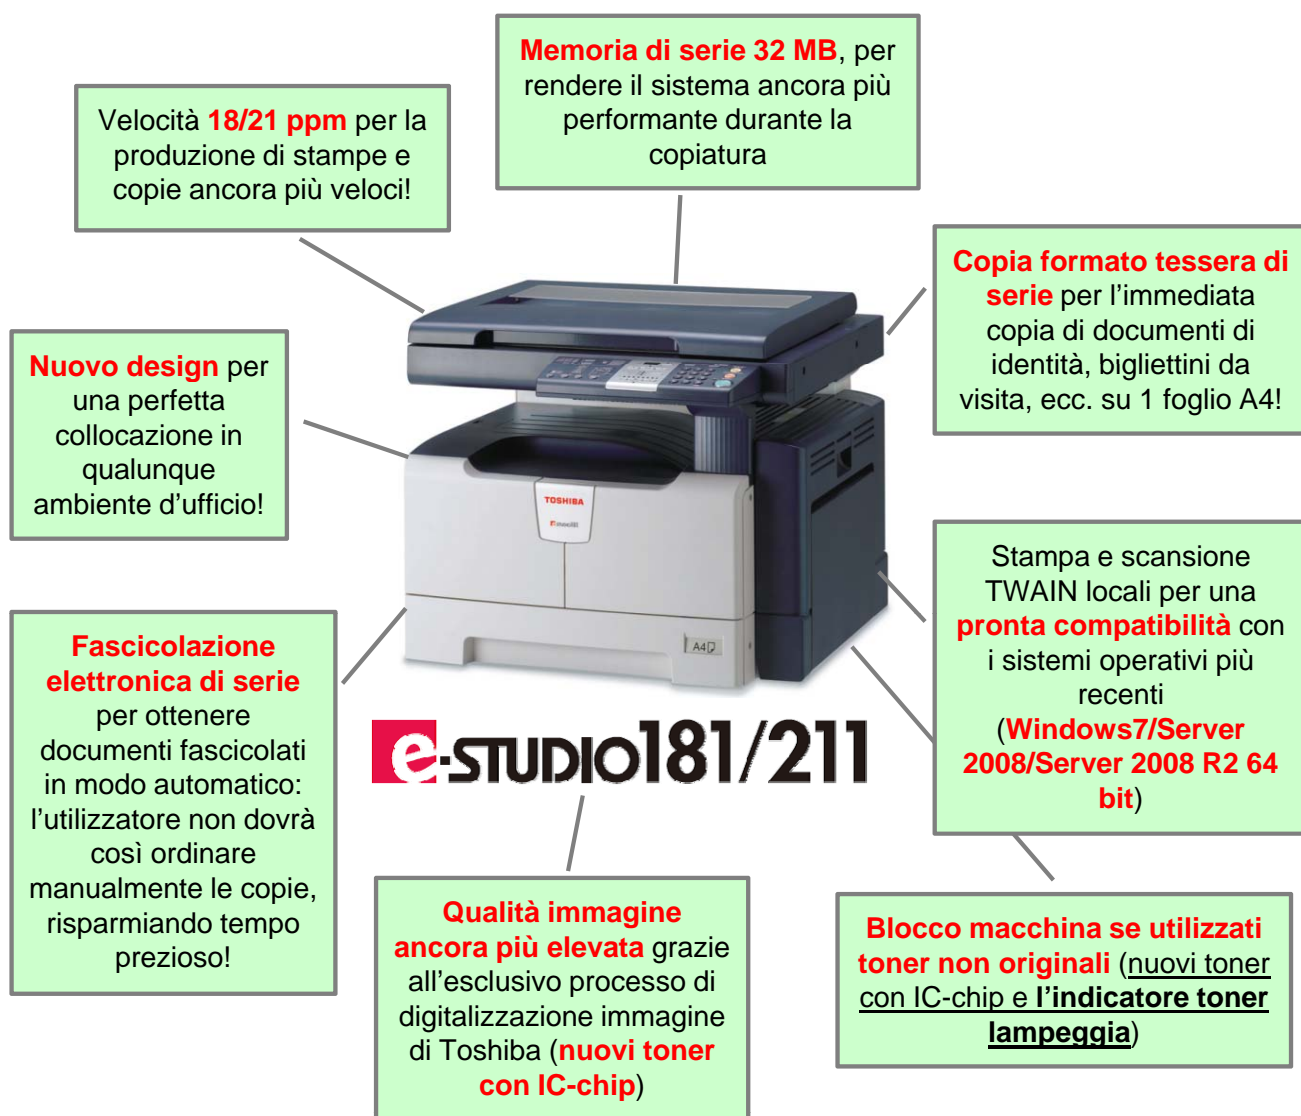 Memoria di serie 32 MB, per
rendere il sistema ancora più
performante durante la
copiatura
Velocità 18/21 ppm per la
produzione di stampe e
copie ancora più veloci!
Copia formato tessera di
serie per l’immediata
copia di documenti di
identità, bigliettini da
visita, ecc. su 1 foglio A4!
Nuovo design per
una perfetta
collocazione in
qualunque
ambiente d’ufficio!
TOSHIBA
e-STUDIO181
A4
Stampa e scansione
TWAIN locali per una
pronta compatibilità con
i sistemi operativi più
recenti
(Windows7/Server
2008/Server 2008 R2 64
bit)
Fascicolazione
elettronica di serie
per ottenere
documenti fascicolati
in modo automatico:
l’utilizzatore non dovrà
così ordinare
manualmente le copie,
risparmiando tempo
prezioso!
e-STUDIO181/211
Qualità immagine
ancora più elevata grazie
all’esclusivo processo di
digitalizzazione immagine
di Toshiba (nuovi toner
con IC-chip)
Blocco macchina se utilizzati
toner non originali (nuovi toner
con IC-chip e l’indicatore toner
lampeggia)